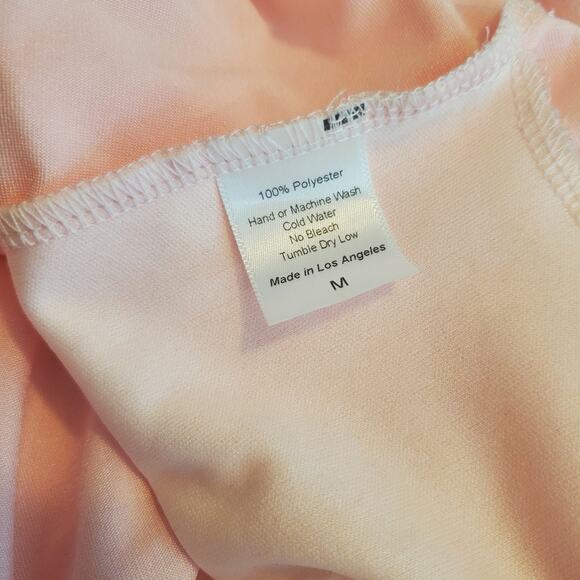 100% Polyester
Hand or Machine Wash
Cold Water
No Bleach
Tumble Dry Low
Made in Los Angeles
M